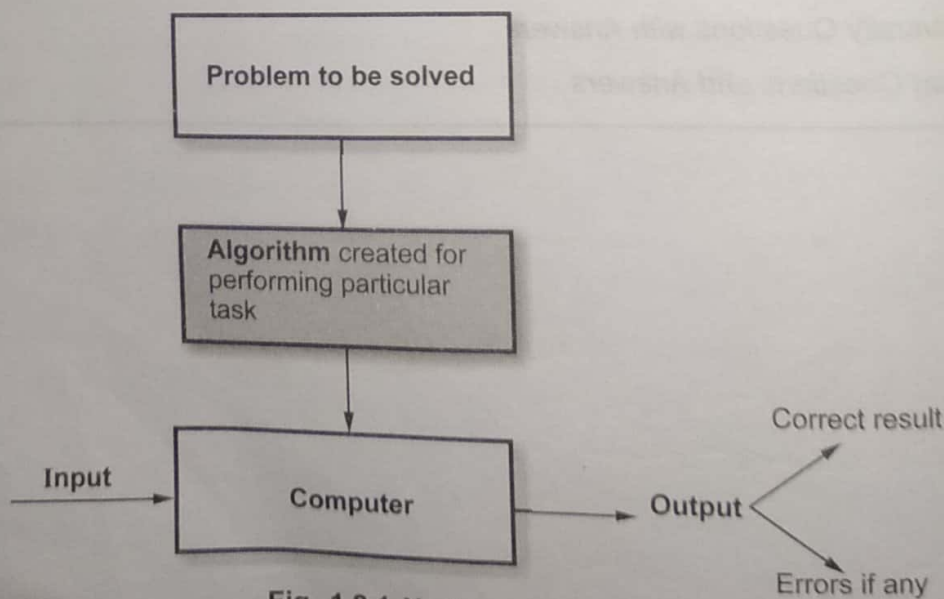 Problem to be solved
Algorithm created for
performing particular
task
Input
Computer
Output
Correct result
Errors if any